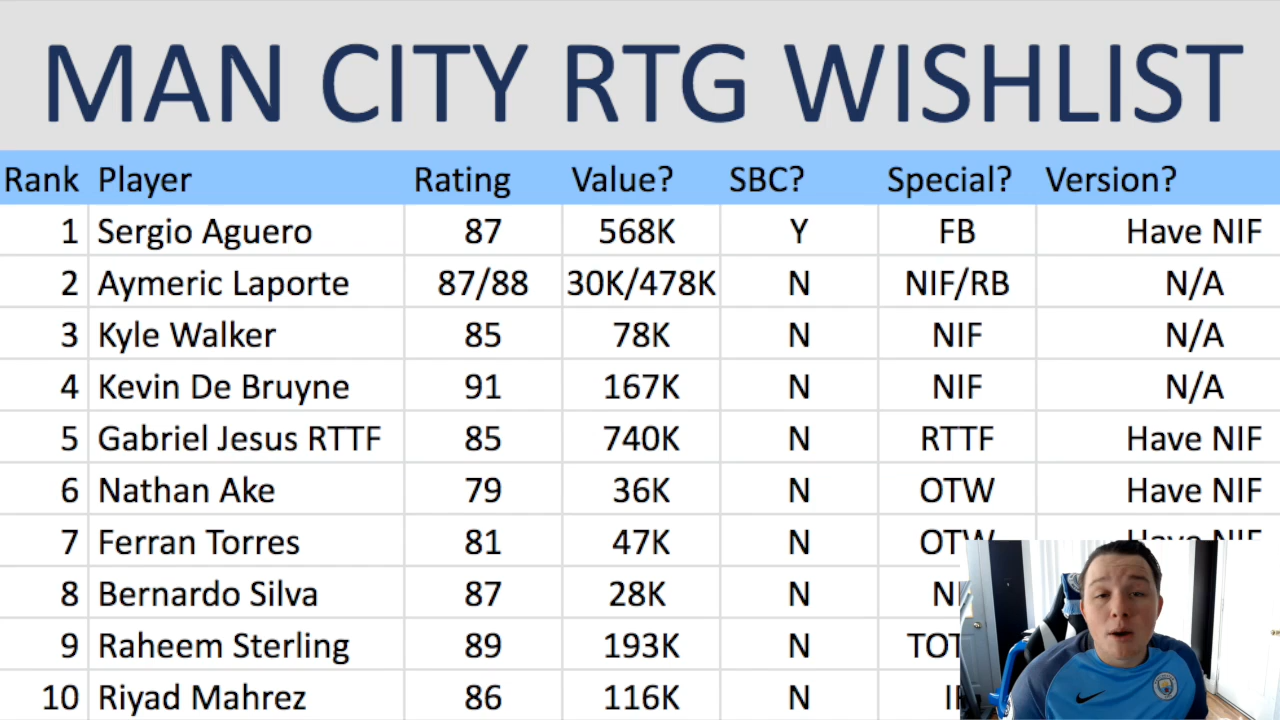 MAN CITY RTG WISHLIST
Rank Player Rating Value? SBC? Special? Version?
1 Sergio Aguero 87 568K Y FB Have NIF
2 Aymeric Laporte 87/88 30K/478K N NIF/RB N/A
3 Kyle Walker 85 78K N NIF N/A
4 Kevin De Bruyne 91 167K N NIF N/A
5 Gabriel Jesus RTTF 85 740K N RTTF Have NIF
6 Nathan Ake 79 36K N OTW Have NIF
7 Ferran Torres 81 47K N OTW Have NIF
8 Bernardo Silva 87 28K N
9 Raheem Sterling 89 193K N
10 Riyad Mahrez 86 116K N